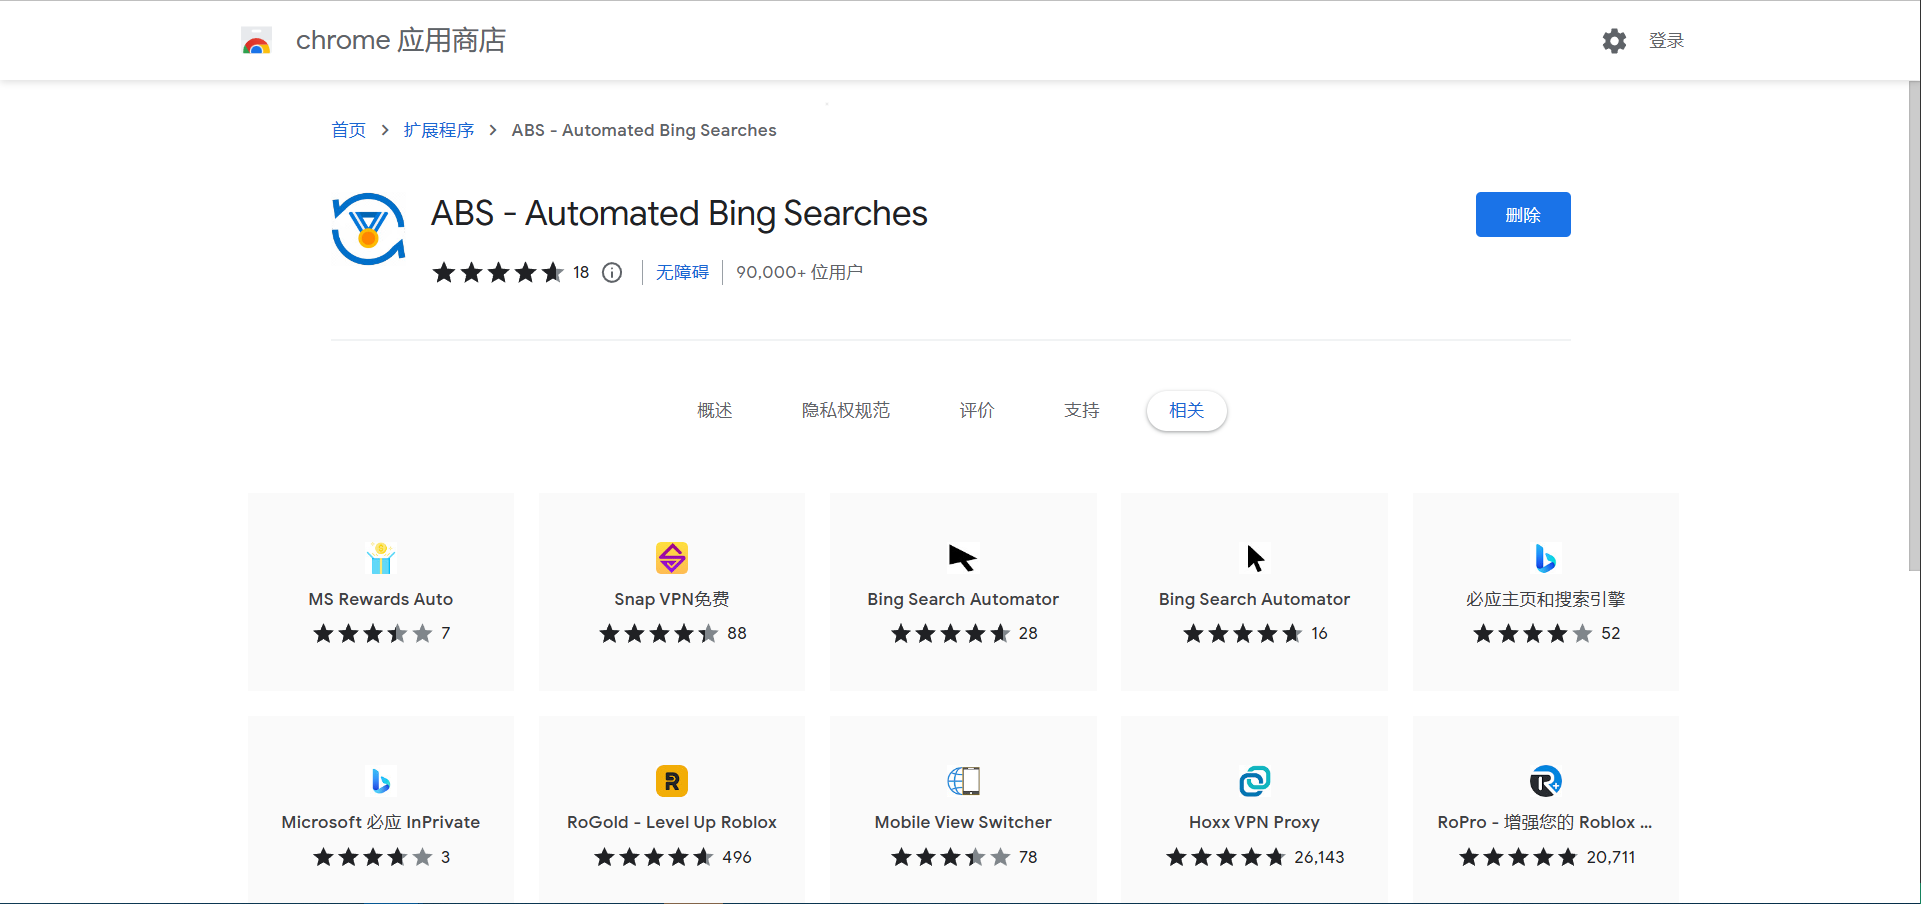 chrome 应用商店
登录
首页 > 扩展程序 > ABS - Automated Bing Searches
ABS - Automated Bing Searches
删除
18
无障碍
90,000+ 位用户
概述
隐私权规范
评价
支持
相关
MS Rewards Auto
7
Snap VPN免费
88
Bing Search Automator
28
Bing Search Automator
16
必应主页和搜索引擎
52
Microsoft 必应 InPrivate
3
RoGold - Level Up Roblox
496
Mobile View Switcher
78
Hoxx VPN Proxy
26,143
RoPro - 增强您的 Roblox ...
20,711